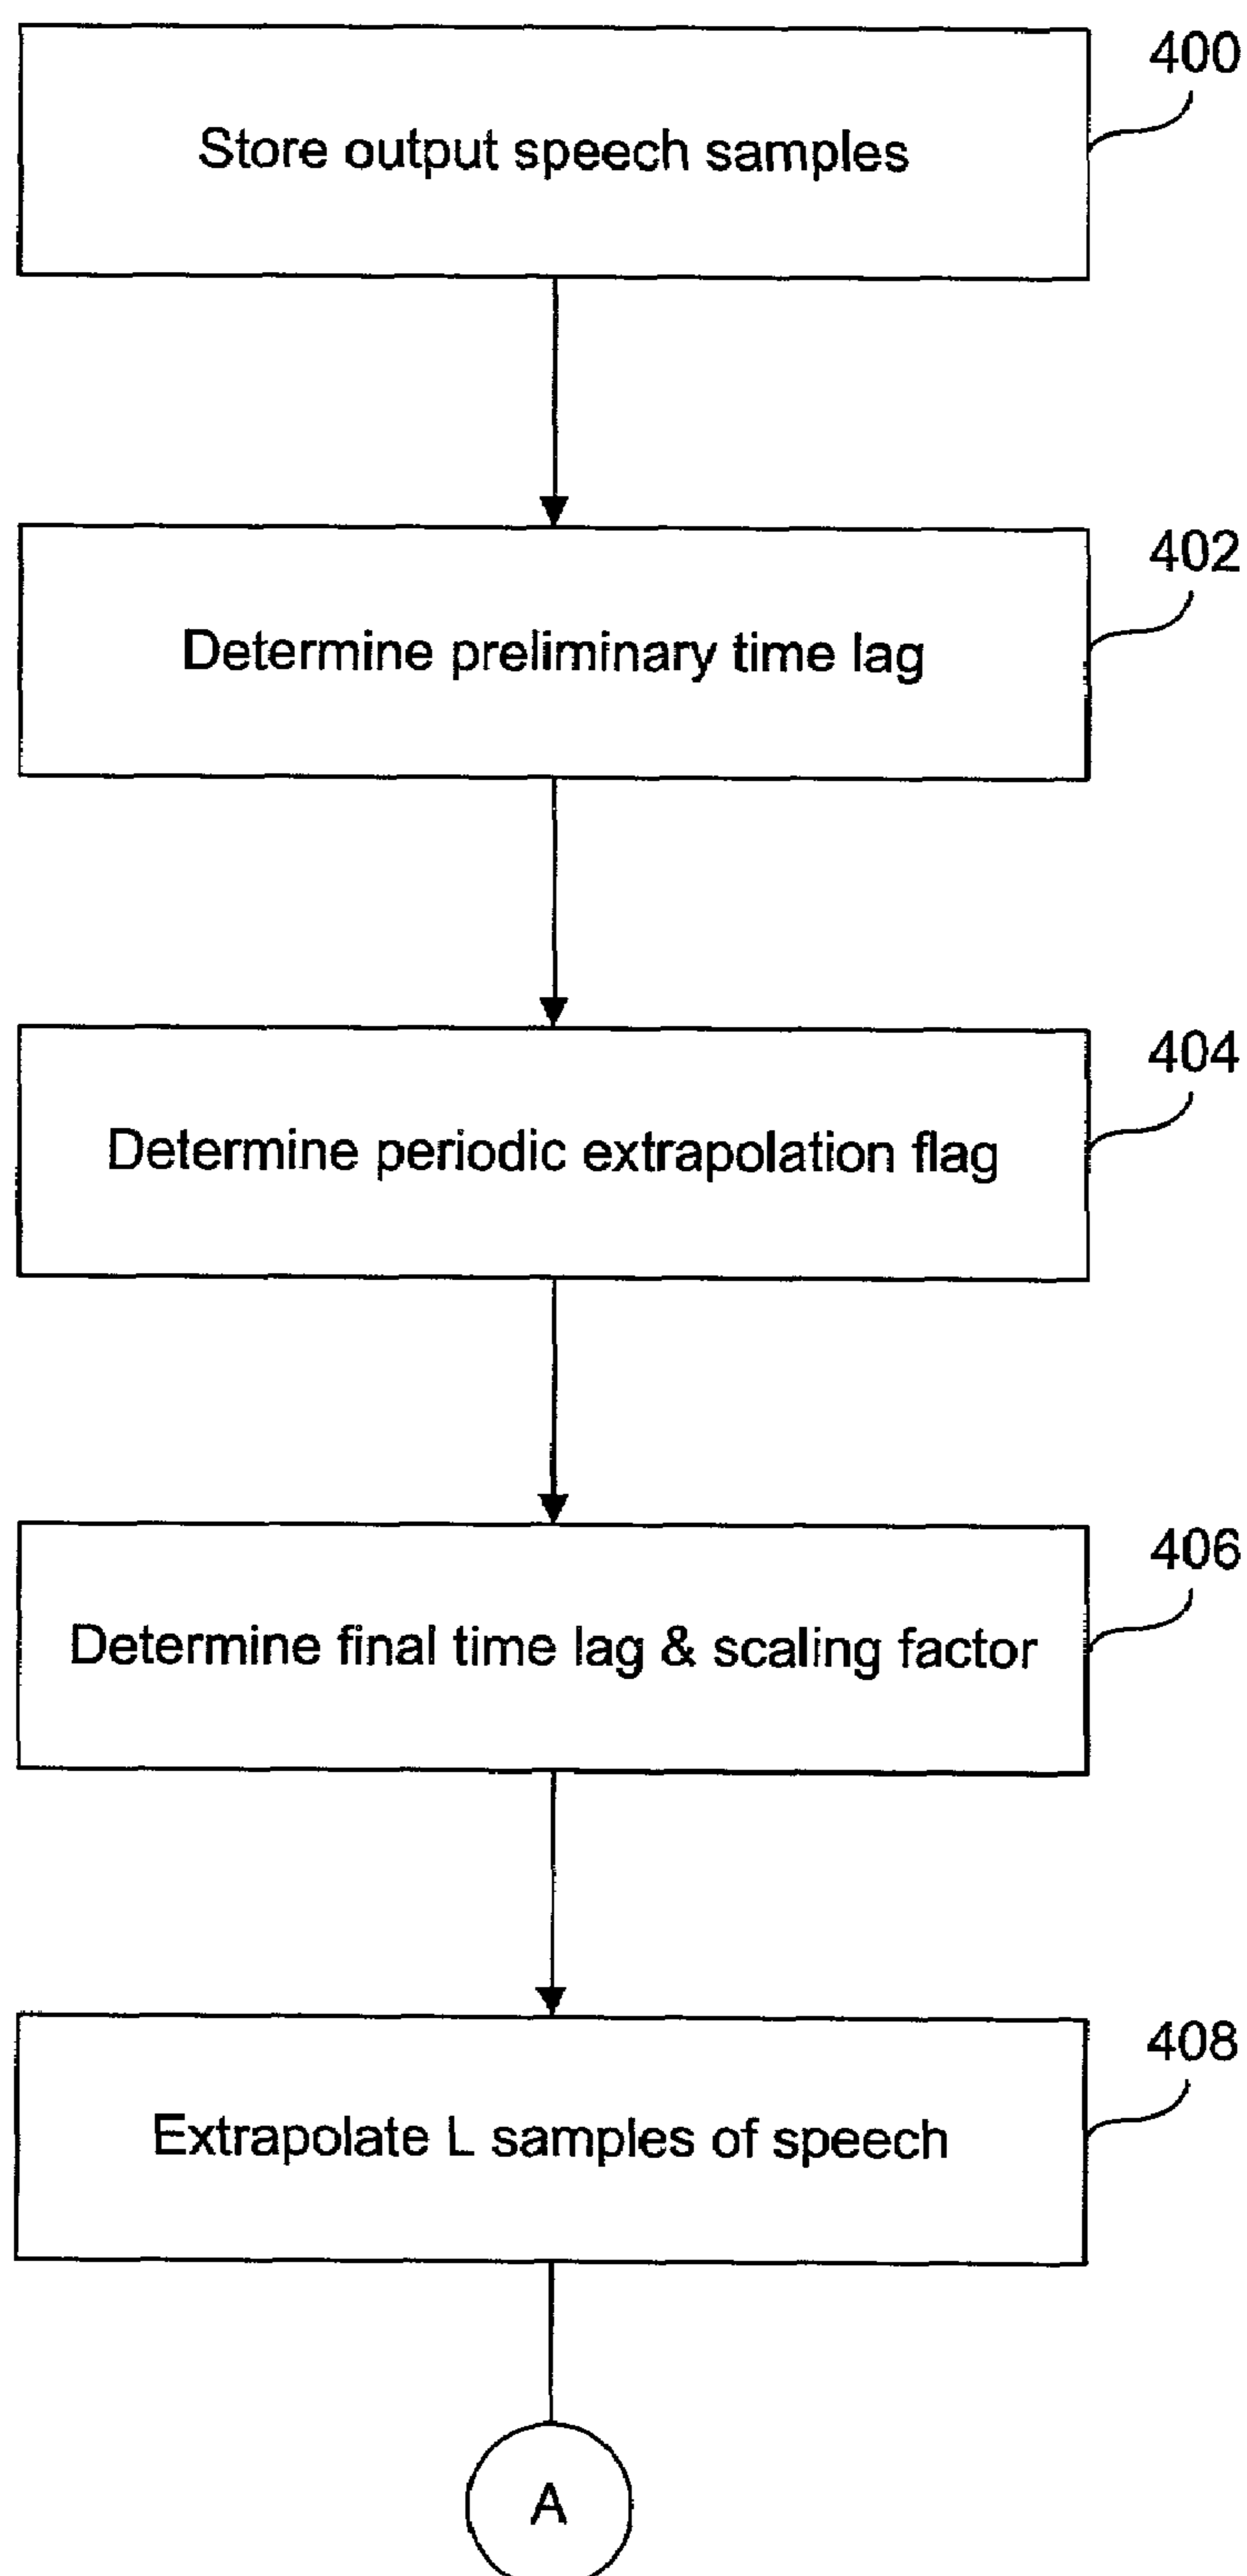 400
Store output speech samples
402
Determine preliminary time lag
404
Determine periodic extrapolation flag
406
Determine final time lag & scaling factor
408
Extrapolate L samples of speech
A